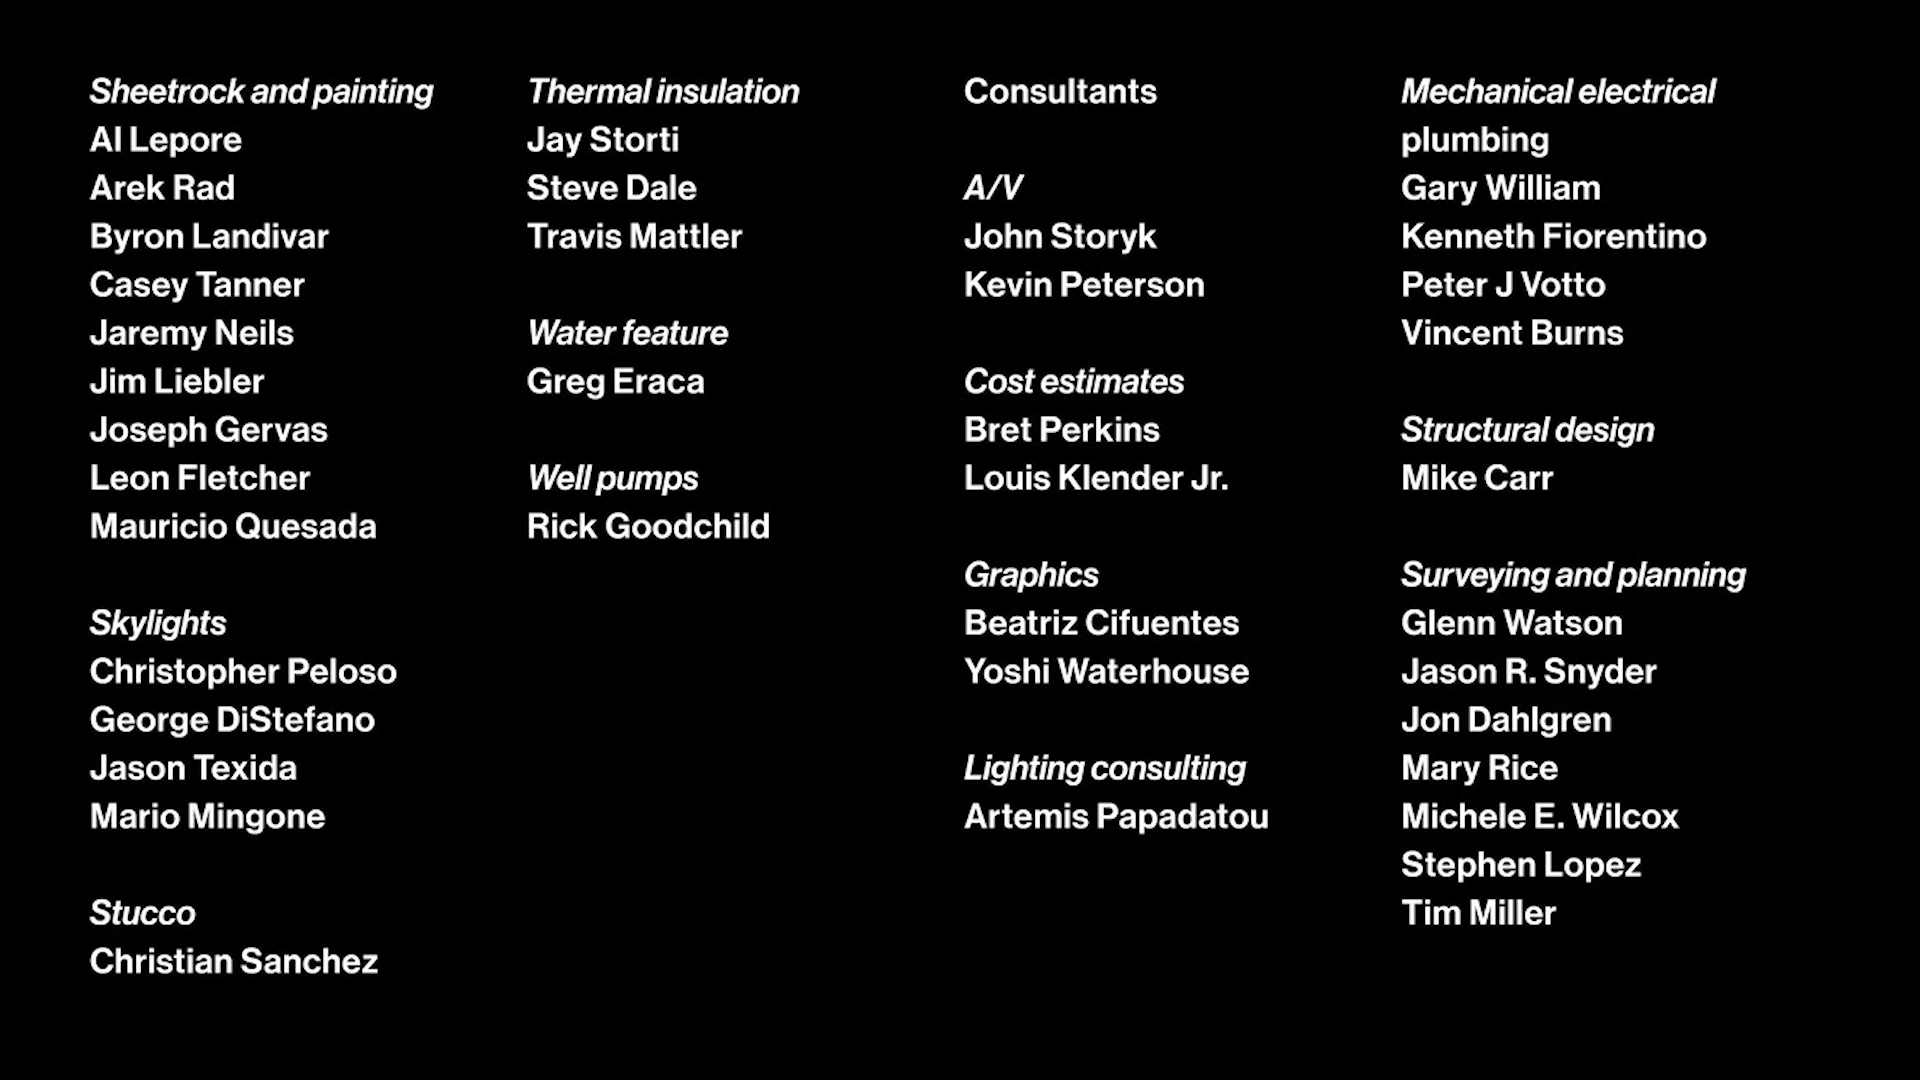 Sheetrock and painting
Al Lepore
Arek Rad
Byron Landivar
Casey Tanner
Jaremy Neils
Jim Liebler
Joseph Gervas
Leon Fletcher
Mauricio Quesada
Skylights
Christopher Peloso
George DiStefano
Jason Texida
Mario Mingone
Stucco
Christian Sanchez
Thermal insulation
Jay Storti
Steve Dale
Travis Mattler
Water feature
Greg Eraca
Well pumps
Rick Goodchild
Consultants
A/V
John Storyk
Kevin Peterson
Cost estimates
Bret Perkins
Louis Klender Jr.
Graphics
Beatriz Cifuentes
Yoshi Waterhouse
Lighting consulting
Artemis Papadatou
Mechanical electrical
plumbing
Gary William
Kenneth Fiorentino
Peter J Votto
Vincent Burns
Structural design
Mike Carr
Surveying and planning
Glenn Watson
Jason R. Snyder
Jon Dahlgren
Mary Rice
Michele E. Wilcox
Stephen Lopez
Tim Miller